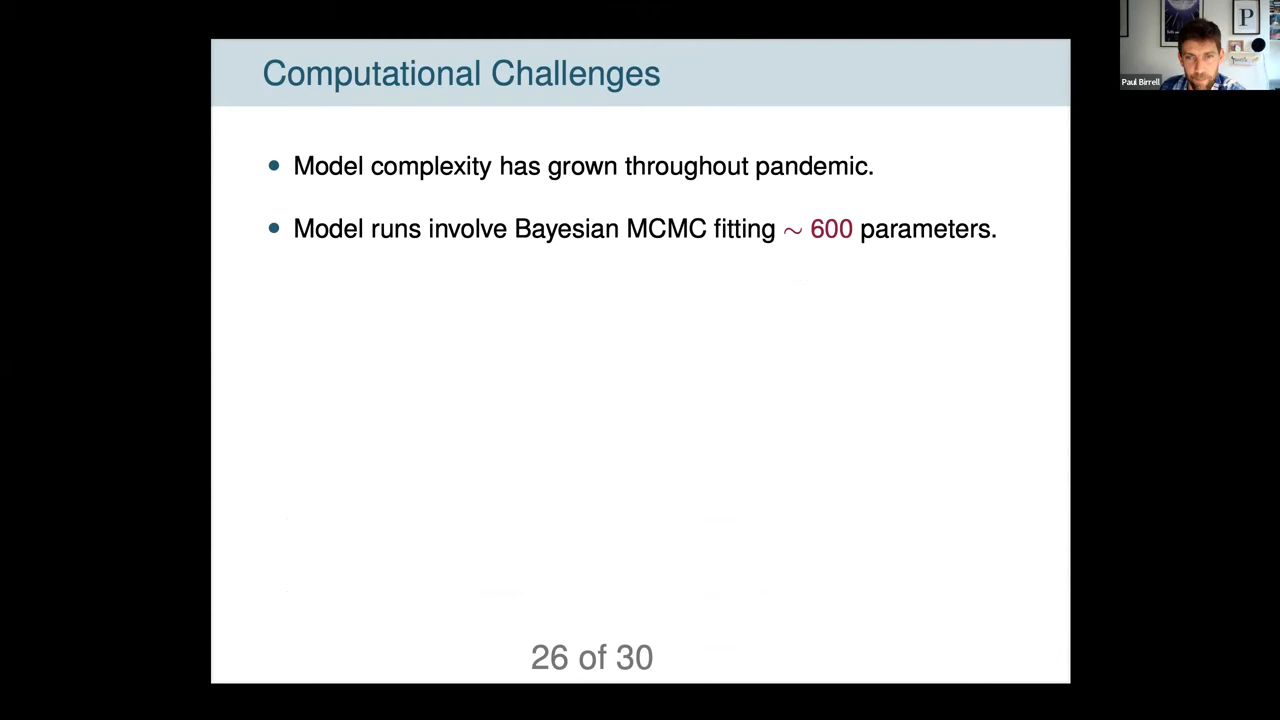 Computational Challenges
• Model complexity has grown throughout pandemic.
• Model runs involve Bayesian MCMC fitting ∼ 600 parameters.
26 of 30
P
Paul Birrell